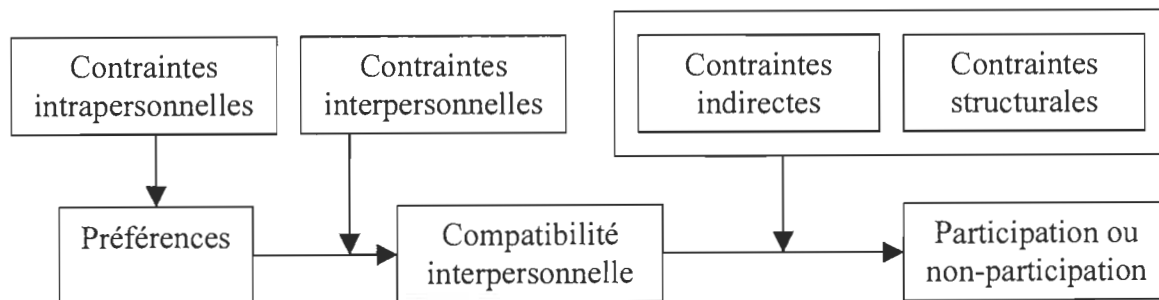 Contraintes
intrapersonnelles
Contraintes
interpersonnelles
Contraintes
indirectes
Contraintes
structurales
Préférences
Compatibilité
interpersonnelle
Participation ou
non-participation